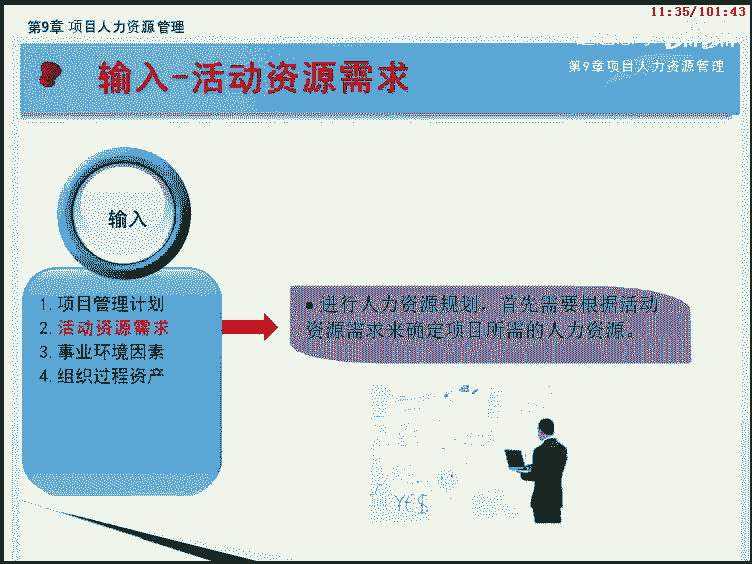 11:35/101:43
第9章 项目人力资源管理
输入-活动资源需求
第9章项目人力资源管理
输入
1. 项目管理计划
2. 活动资源需求
3. 事业环境因素
4. 组织过程资产
●进行人力资源规划，首先需要根据活动
资源需求来确定项目所需的人力资源。
YES